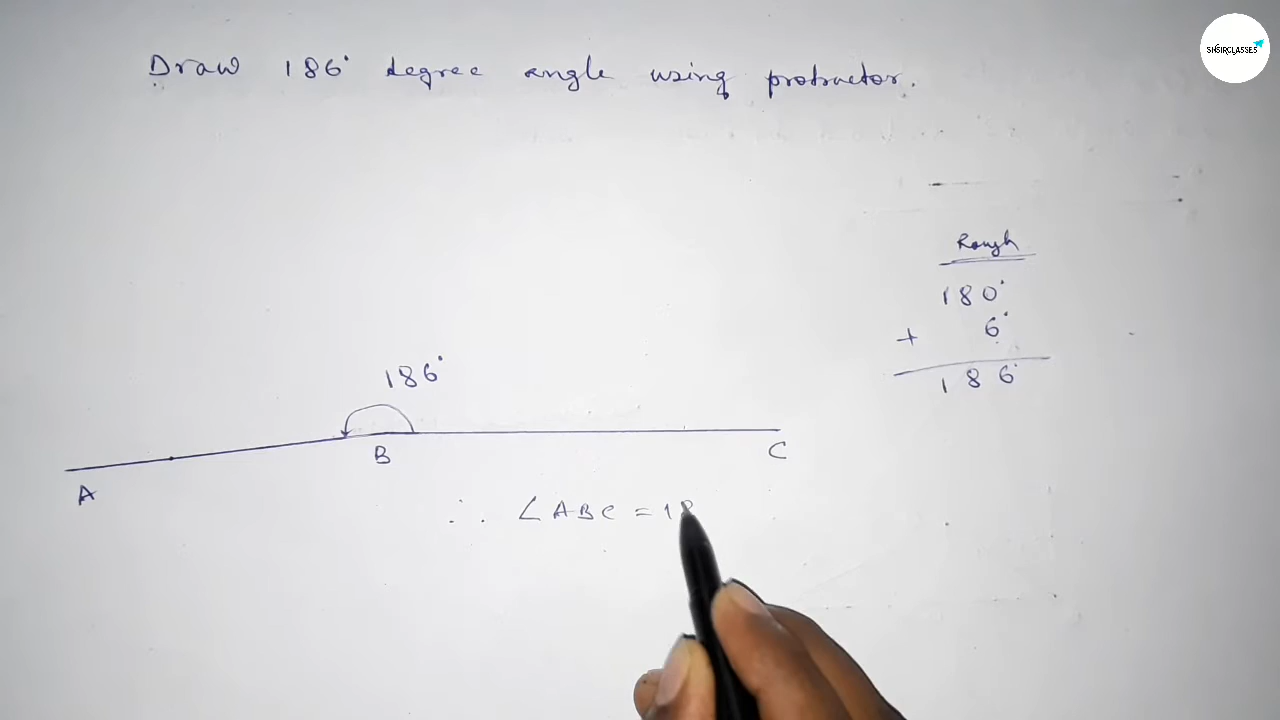 SHSIRCLASSES
Draw 186° degree angle using protractor.
Rough
180°
+ 6°
186°
186°
A
B
C
∴ ∠ABC = 18